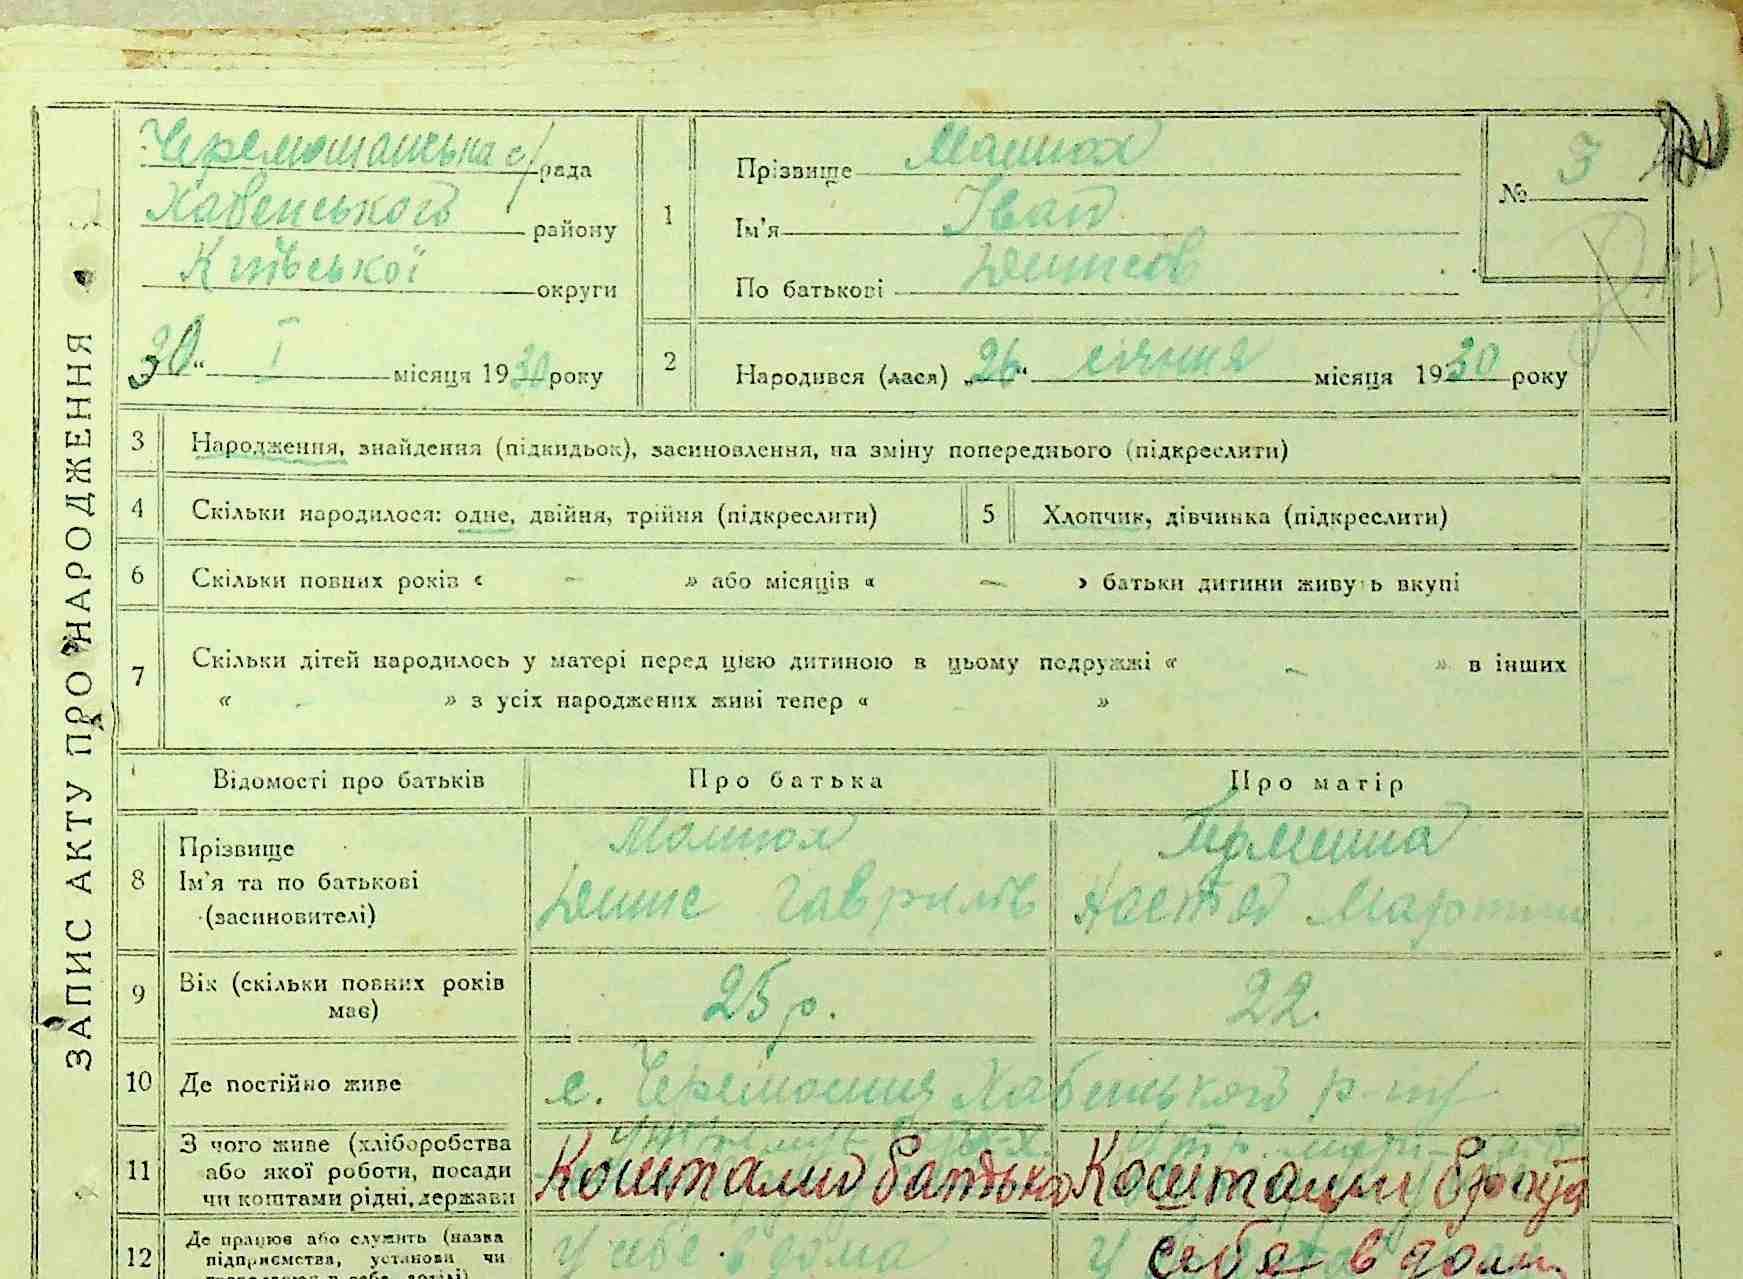 ЗАПИС АКТУ ПРО НАРОДЖЕННЯ
Черемошанська с/рада
Хабенського району
Київської округи
„30“ I місяця 1930 року
1
Прізвище
Ім'я Іван
По батькові Денисов
№ 3
2
Народився (лася) „26“ січня місяця 1930 року
3 Народження, знайдення (підкидьок), засиновлення, на зміну попереднього (підкреслити)
4 Скільки народилося: одне, двійня, трійня (підкреслити)
5 Хлопчик, дівчинка (підкреслити)
6 Скільки повних років « – » або місяців « – » батьки дитини живуть вкупі
7 Скільки дітей народилось у матері перед цією дитиною в цьому подружжі « – » в інших
« – » з усіх народжених живі тепер « »
Відомості про батьків Про батька Про матір
8 Прізвище
Ім'я та по батькові Денис Гаврилів Настя
(засиновителі)
9 Вік (скільки повних років має) 25 р. 22.
10 Де постійно живе с. Черемошня Хабенського р-ну
11 З чого живе (хліборобства
або якої роботи, посади
чи коштами рідні, держави
Коштами батька Коштами
12 Де працює або служить (назва
підприємства, установи чи
у себе в дома себе в дома